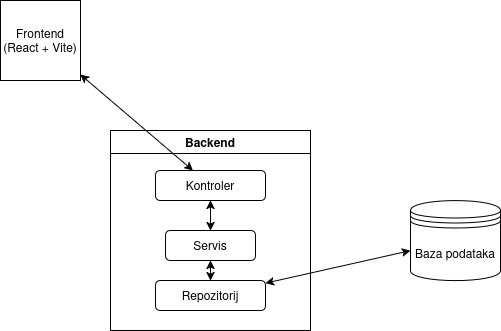 Frontend
(React + Vite)
Backend
Kontroler
Servis
Repozitorij
Baza podataka